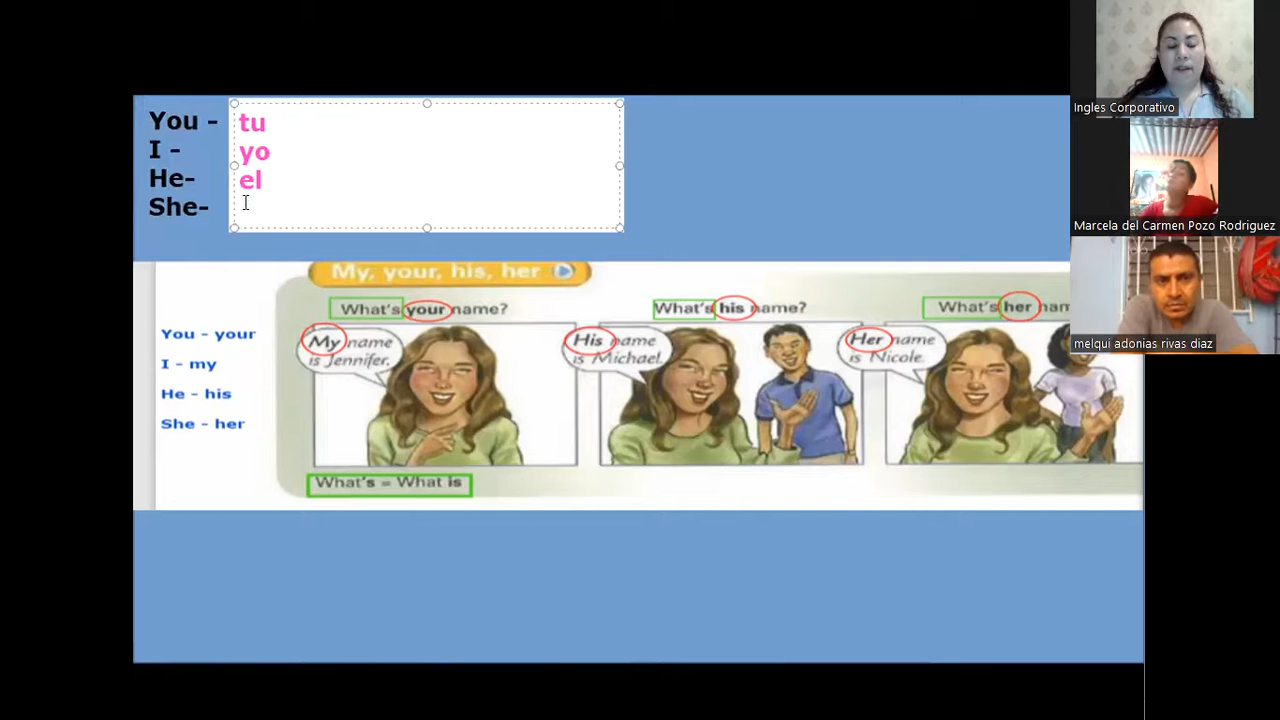 You - tu
I - yo
He- el
She-
My, your, his, her
What's your name?
My name
is Jennifer.
What's his name?
His name
is Michael.
What's her
Her name
is Nicole.
You - your
I - my
He - his
She - her
What's = What is
Ingles Corporativo
Marcela del Carmen Pozo Rodriguez
melqui adonias rivas diaz